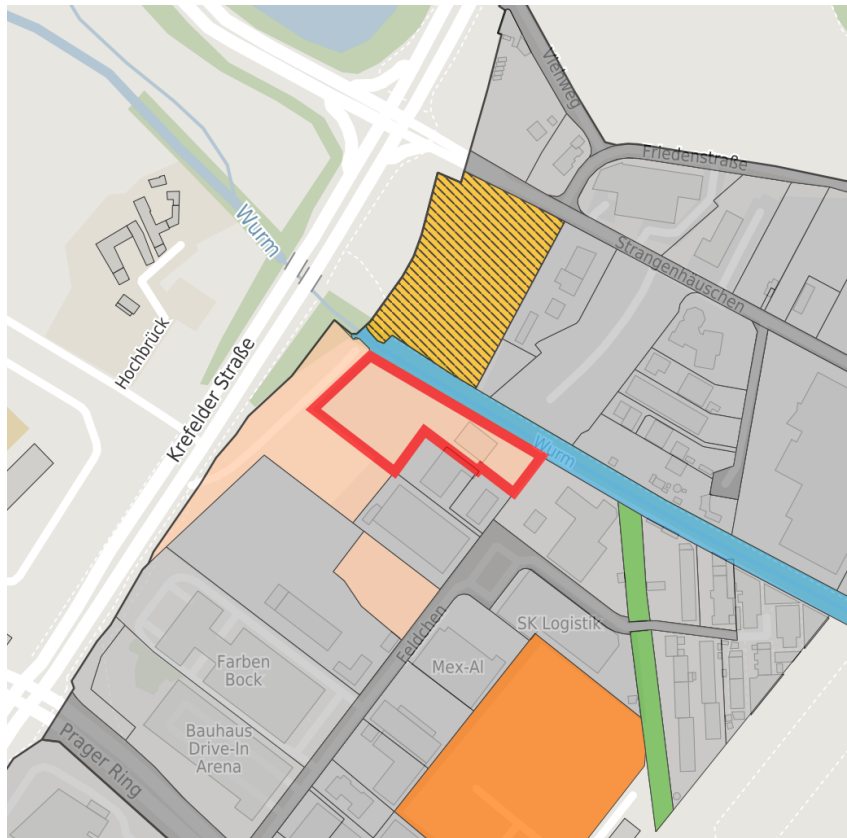 Viehweg
Friedenstraße
Wurm
Strangenhäuschen
Hochbrück
Krefelder Straße
Wurm
SK Logistik
Feldchen
Mex-Al
Farben
Bock
Bauhaus
Drive-In
Arena
Prager Ring